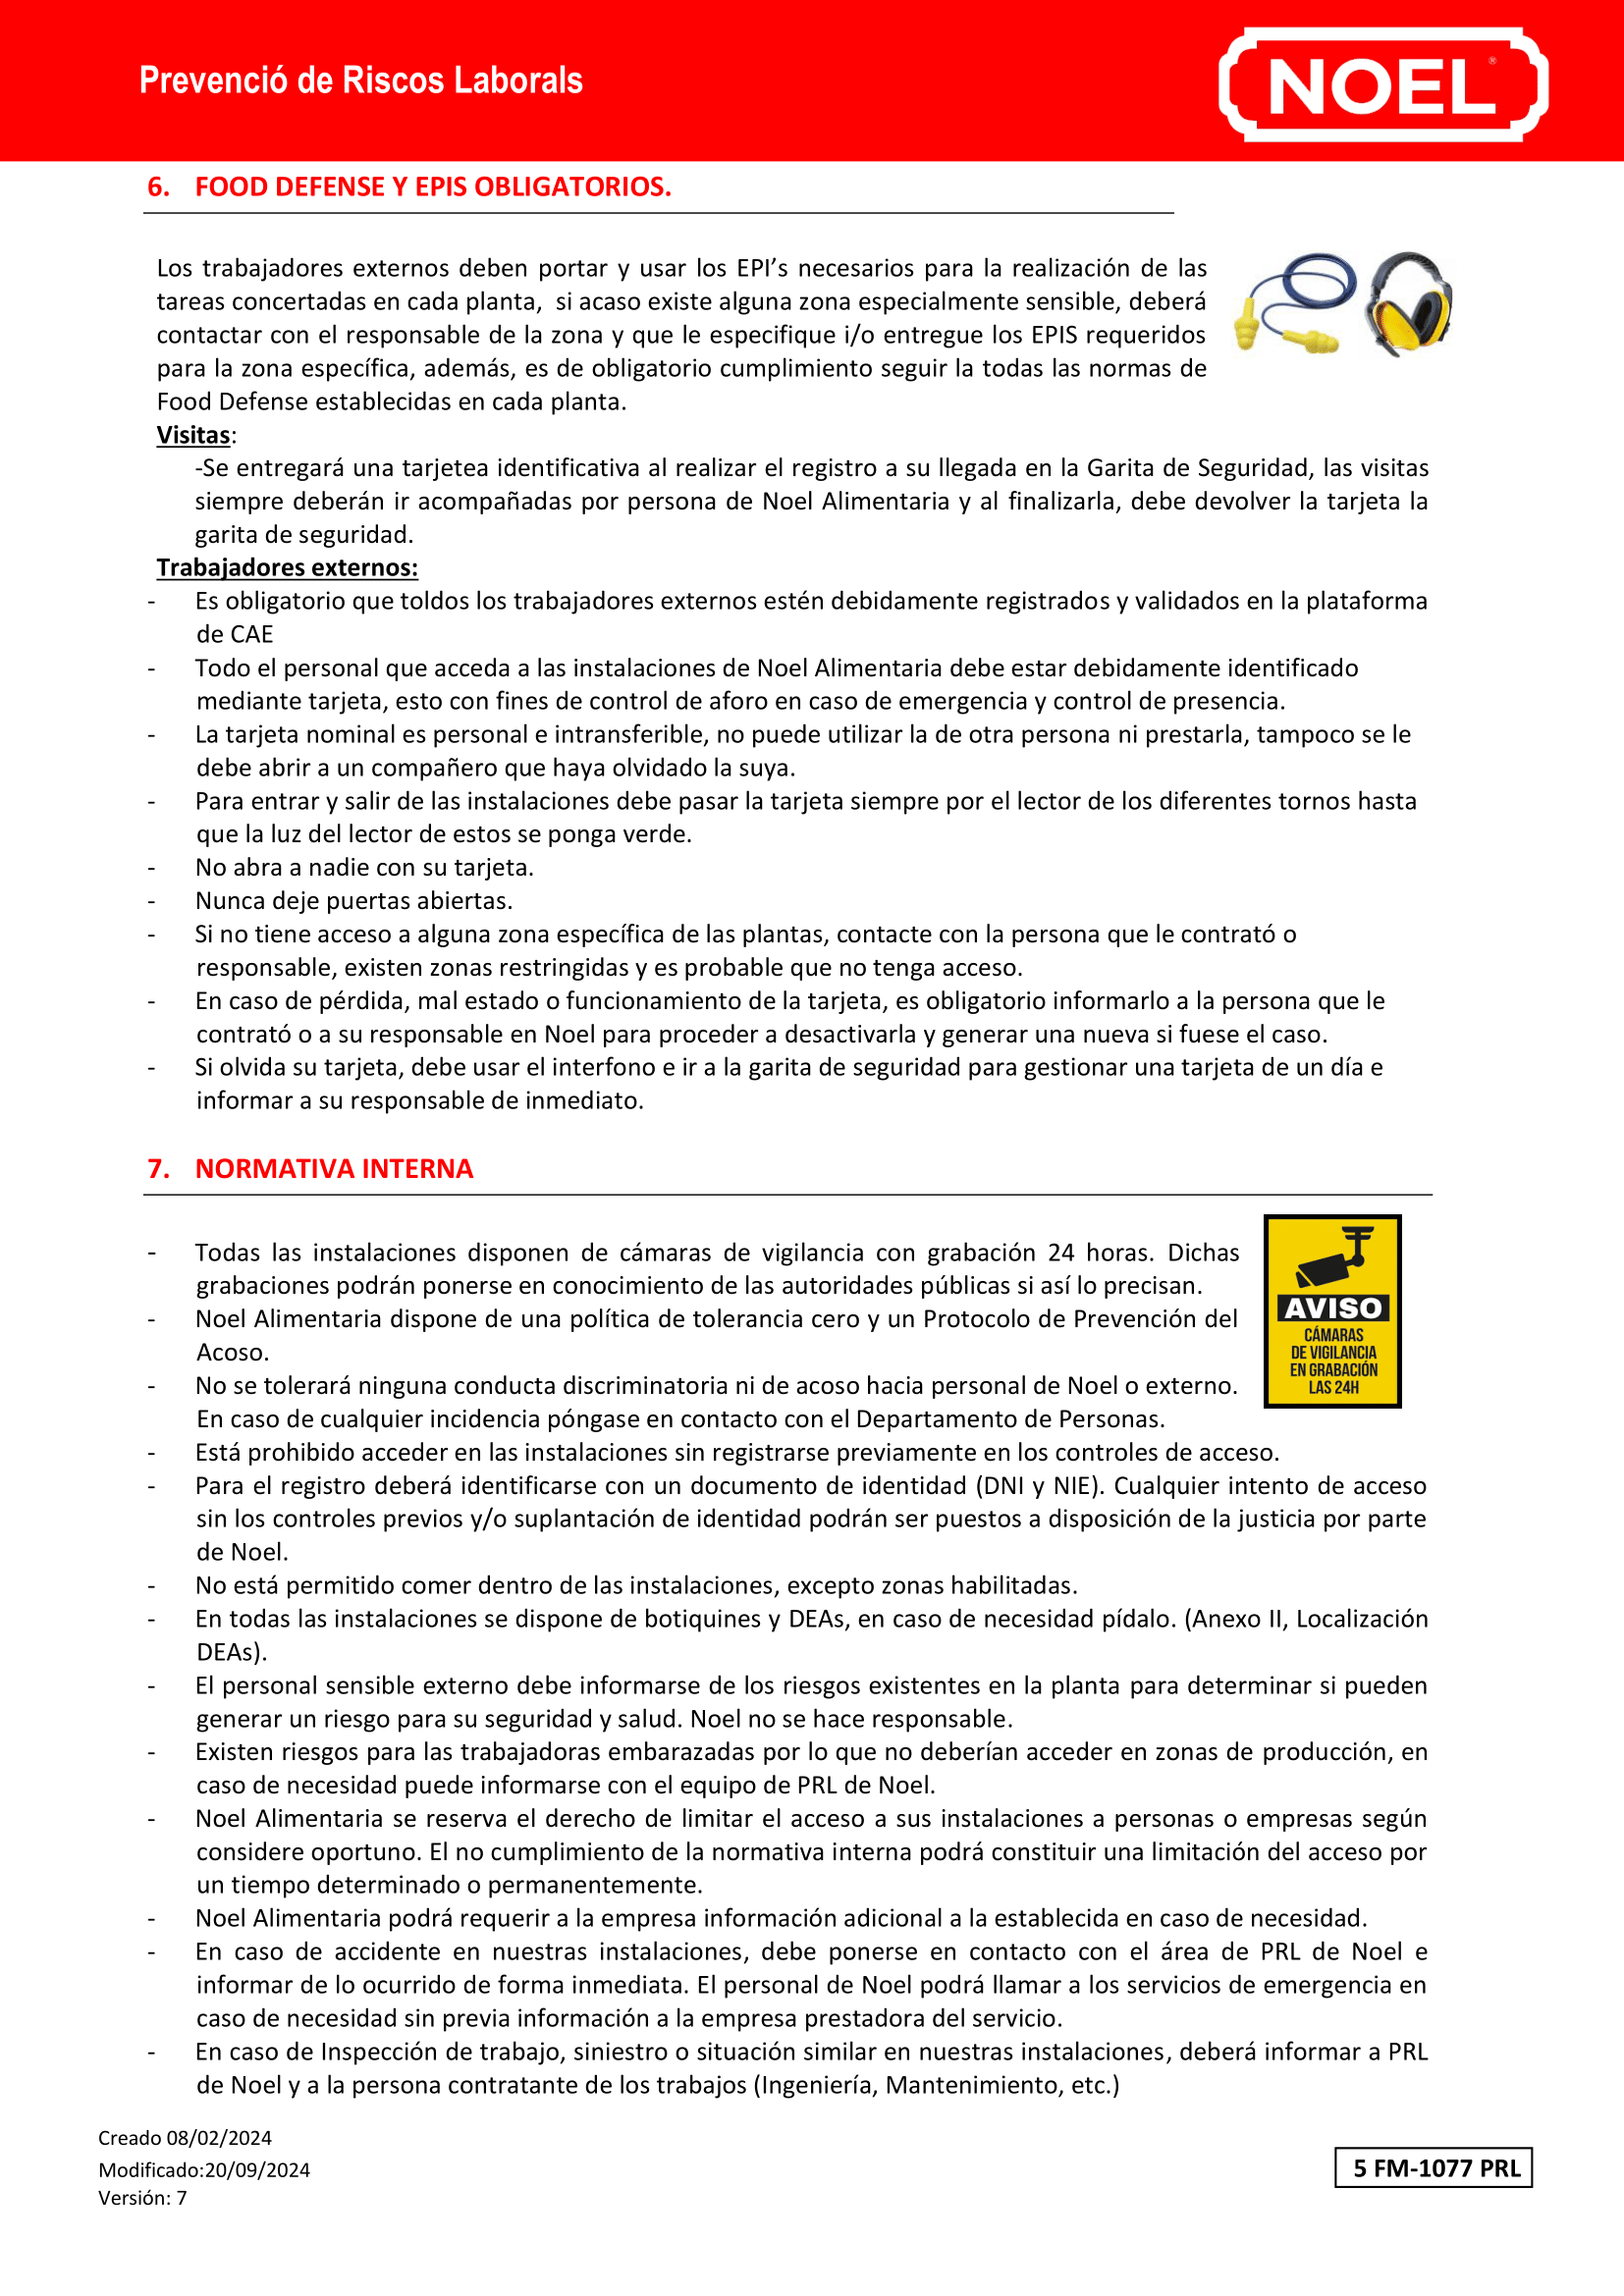 Prevenció de Riscos Laborals
NOEL®
6. FOOD DEFENSE Y EPIS OBLIGATORIOS.
Los trabajadores externos deben portar y usar los EPI’s necesarios para la realización de las
tareas concertadas en cada planta, si acaso existe alguna zona especialmente sensible, deberá
contactar con el responsable de la zona y que le especifique i/o entregue los EPIS requeridos
para la zona específica, además, es de obligatorio cumplimiento seguir la todas las normas de
Food Defense establecidas en cada planta.
Visitas:
-Se entregará una tarjetea identificativa al realizar el registro a su llegada en la Garita de Seguridad, las visitas
siempre deberán ir acompañadas por persona de Noel Alimentaria y al finalizarla, debe devolver la tarjeta la
garita de seguridad.
Trabajadores externos:
- Es obligatorio que toldos los trabajadores externos estén debidamente registrados y validados en la plataforma
de CAE
- Todo el personal que acceda a las instalaciones de Noel Alimentaria debe estar debidamente identificado
mediante tarjeta, esto con fines de control de aforo en caso de emergencia y control de presencia.
- La tarjeta nominal es personal e intransferible, no puede utilizar la de otra persona ni prestarla, tampoco se le
debe abrir a un compañero que haya olvidado la suya.
- Para entrar y salir de las instalaciones debe pasar la tarjeta siempre por el lector de los diferentes tornos hasta
que la luz del lector de estos se ponga verde.
- No abra a nadie con su tarjeta.
- Nunca deje puertas abiertas.
- Si no tiene acceso a alguna zona específica de las plantas, contacte con la persona que le contrató o
responsable, existen zonas restringidas y es probable que no tenga acceso.
- En caso de pérdida, mal estado o funcionamiento de la tarjeta, es obligatorio informarlo a la persona que le
contrató o a su responsable en Noel para proceder a desactivarla y generar una nueva si fuese el caso.
- Si olvida su tarjeta, debe usar el interfono e ir a la garita de seguridad para gestionar una tarjeta de un día e
informar a su responsable de inmediato.
7. NORMATIVA INTERNA
- Todas las instalaciones disponen de cámaras de vigilancia con grabación 24 horas. Dichas
grabaciones podrán ponerse en conocimiento de las autoridades públicas si así lo precisan.
- Noel Alimentaria dispone de una política de tolerancia cero y un Protocolo de Prevención del
Acoso.
- No se tolerará ninguna conducta discriminatoria ni de acoso hacia personal de Noel o externo.
En caso de cualquier incidencia póngase en contacto con el Departamento de Personas.
AVISO
CÁMARAS
DE VIGILANCIA
EN GRABACIÓN
LAS 24H
- Está prohibido acceder en las instalaciones sin registrarse previamente en los controles de acceso.
- Para el registro deberá identificarse con un documento de identidad (DNI y NIE). Cualquier intento de acceso
sin los controles previos y/o suplantación de identidad podrán ser puestos a disposición de la justicia por parte
de Noel.
- No está permitido comer dentro de las instalaciones, excepto zonas habilitadas.
- En todas las instalaciones se dispone de botiquines y DEAs, en caso de necesidad pídalo. (Anexo II, Localización
DEAs).
- El personal sensible externo debe informarse de los riesgos existentes en la planta para determinar si pueden
generar un riesgo para su seguridad y salud. Noel no se hace responsable.
- Existen riesgos para las trabajadoras embarazadas por lo que no deberían acceder en zonas de producción, en
caso de necesidad puede informarse con el equipo de PRL de Noel.
- Noel Alimentaria se reserva el derecho de limitar el acceso a sus instalaciones a personas o empresas según
considere oportuno. El no cumplimiento de la normativa interna podrá constituir una limitación del acceso por
un tiempo determinado o permanentemente.
- Noel Alimentaria podrá requerir a la empresa información adicional a la establecida en caso de necesidad.
- En caso de accidente en nuestras instalaciones, debe ponerse en contacto con el área de PRL de Noel e
informar de lo ocurrido de forma inmediata. El personal de Noel podrá llamar a los servicios de emergencia en
caso de necesidad sin previa información a la empresa prestadora del servicio.
- En caso de Inspección de trabajo, siniestro o situación similar en nuestras instalaciones, deberá informar a PRL
de Noel y a la persona contratante de los trabajos (Ingeniería, Mantenimiento, etc.)
Creado 08/02/2024
Modificado:20/09/2024
Versión: 7
5 FM-1077 PRL